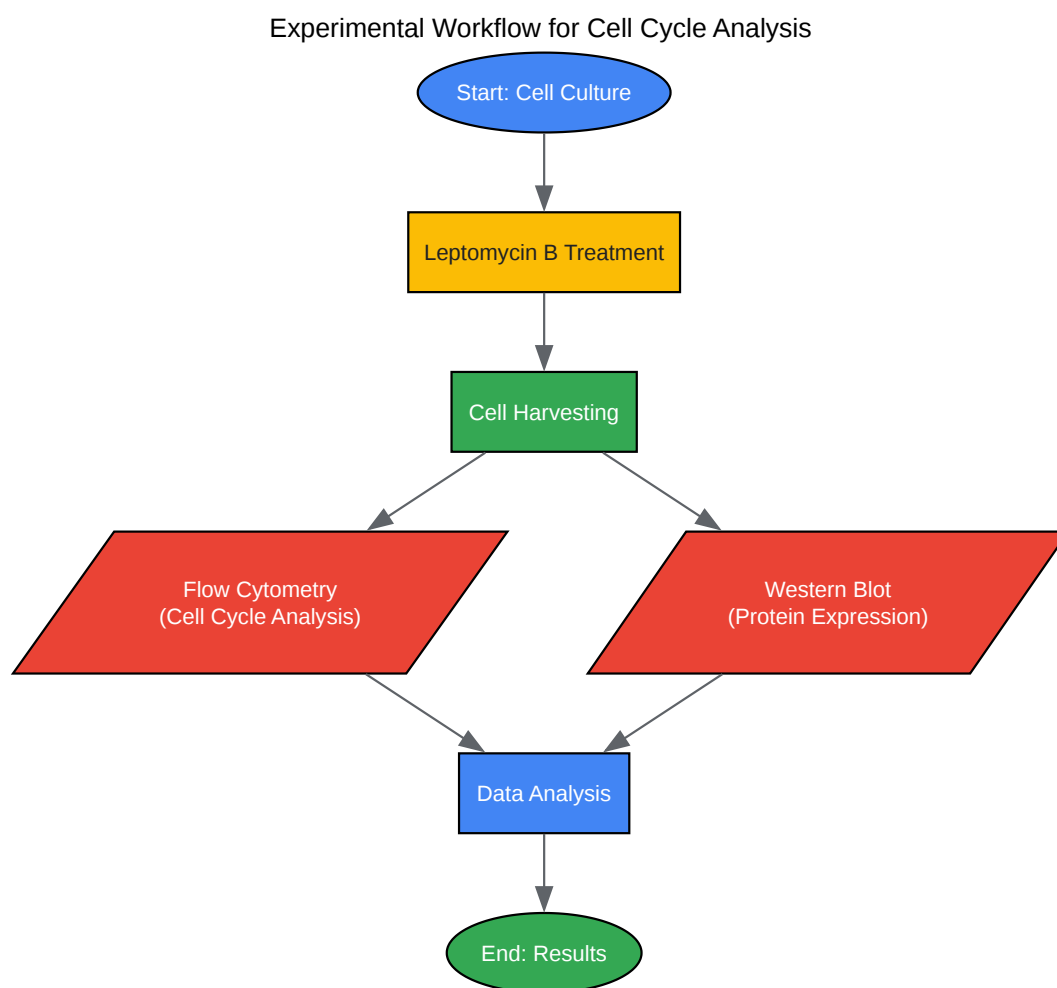 Experimental Workflow for Cell Cycle Analysis
Start: Cell Culture
Leptomycin B Treatment
Cell Harvesting
Flow Cytometry
(Cell Cycle Analysis)
Western Blot
(Protein Expression)
Data Analysis
End: Results